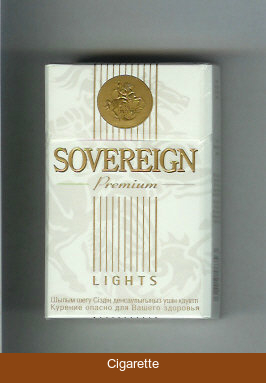 SOVEREIGN
Premium
LIGHTS
Шылым шегу Сіздің денсаулығыңыз үшін қауіпті
Курение опасно для Вашего здоровья
Cigarette